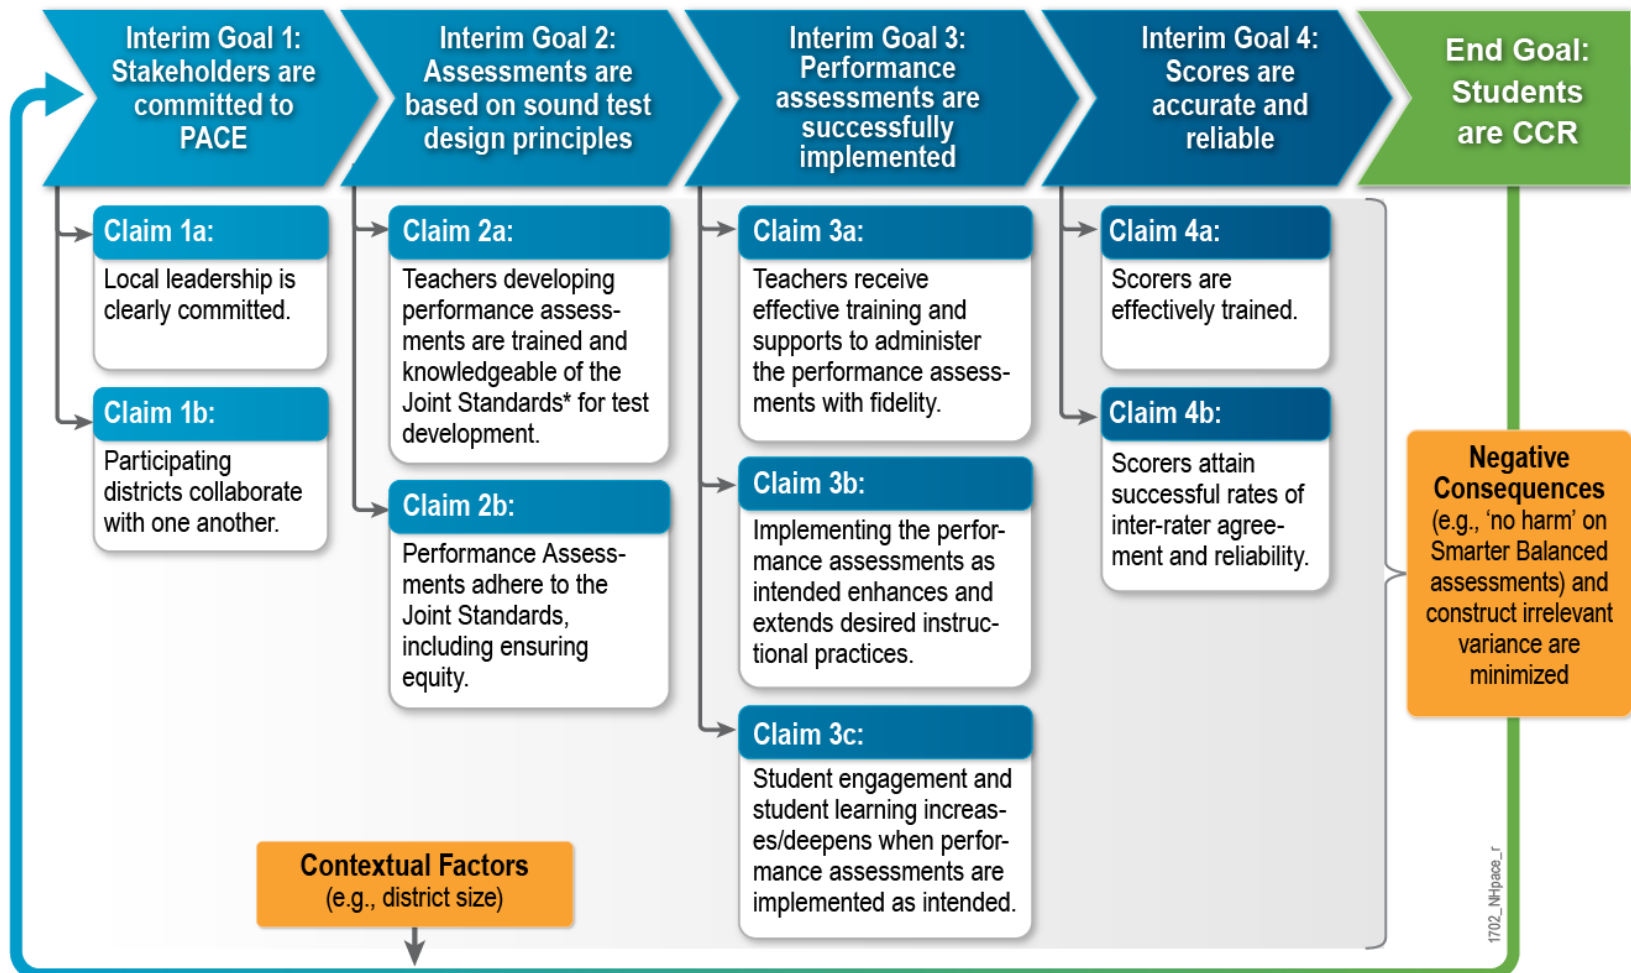 Interim Goal 1:
Stakeholders are
committed to
PACE
Interim Goal 2:
Assessments are
based on sound test
design principles
Interim Goal 3:
Performance
assessments are
successfully
implemented
Interim Goal 4:
Scores are
accurate and
reliable
End Goal:
Students
are CCR
Claim 1a:
Local leadership is
clearly committed.
Claim 1b:
Participating
districts collaborate
with one another.
Claim 2a:
Teachers developing
performance assess-
ments are trained and
knowledgeable of the
Joint Standards* for test
development.
Claim 2b:
Performance Assess-
ments adhere to the
Joint Standards,
including ensuring
equity.
Claim 3a:
Teachers receive
effective training and
supports to administer
the performance assess-
ments with fidelity.
Claim 3b:
Implementing the perfor-
mance assessments as
intended enhances and
extends desired instruc-
tional practices.
Claim 3c:
Student engagement and
student learning increas-
es/deepens when perfor-
mance assessments are
implemented as intended.
Claim 4a:
Scorers are
effectively trained.
Claim 4b:
Scorers attain
successful rates of
inter-rater agree-
ment and reliability.
Negative
Consequences
(e.g., ‘no harm’ on
Smarter Balanced
assessments) and
construct irrelevant
variance are
minimized
Contextual Factors
(e.g., district size)
1702_NHpace_r